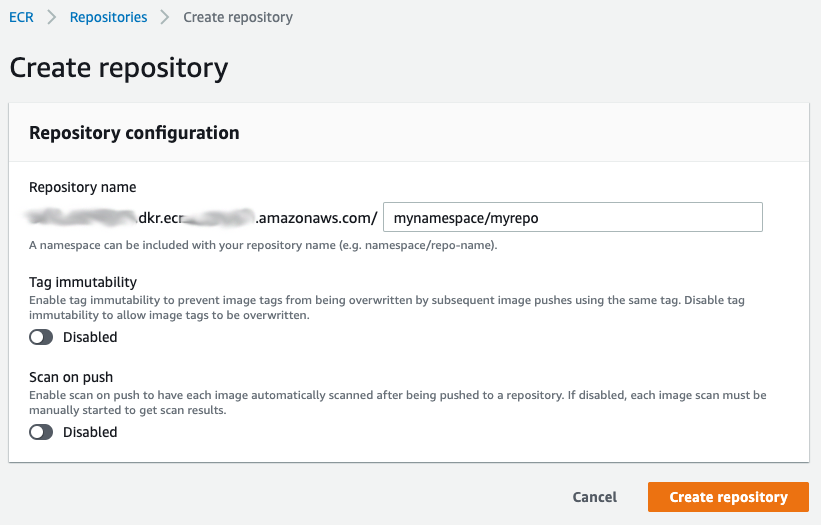 ECR > Repositories > Create repository
Create repository
Repository configuration
Repository name
.dkr.ecr. .amazonaws.com/ mynamespace/myrepo
A namespace can be included with your repository name (e.g. namespace/repo-name).
Tag immutability
Enable tag immutability to prevent image tags from being overwritten by subsequent image pushes using the same tag. Disable tag
immutability to allow image tags to be overwritten.
Disabled
Scan on push
Enable scan on push to have each image automatically scanned after being pushed to a repository. If disabled, each image scan must be
manually started to get scan results.
Disabled
Cancel Create repository